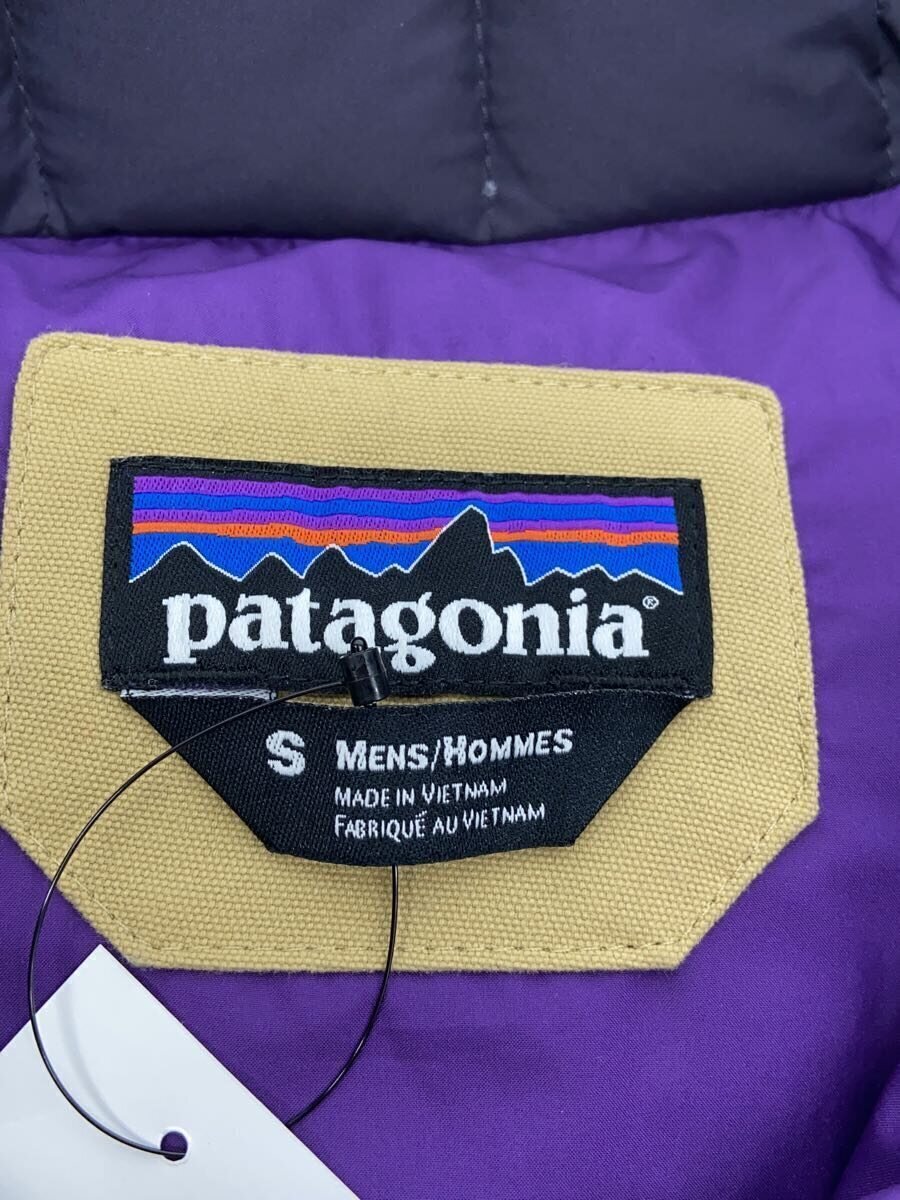 patagonia®
S MENS/HOMMES
MADE IN VIETNAM
FABRIQUÉ AU VIETNAM